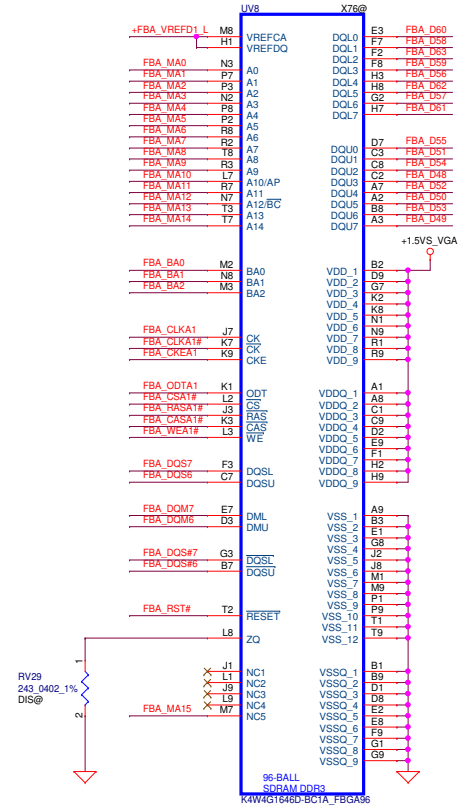 UV8 X76@
+FBA_VREFD1_L M8 VREFCA DQL0 E3 FBA_D60
H1 VREFDQ DQL1 F7 FBA_D58
DQL2 F2 FBA_D63
N3 DQL3 F8 FBA_D59
FBA_MA0 A0 DQL4 H3 FBA_D56
FBA_MA1 P7 A1 DQL5 H8 FBA_D62
FBA_MA2 P3 A2 DQL6 G2 FBA_D57
FBA_MA3 N2 A3 DQL7 H7 FBA_D61
FBA_MA4 P8 A4
FBA_MA5 P2 A5
FBA_MA6 R8 A6
FBA_MA7 R2 A7 DQU0 D7 FBA_D55
FBA_MA8 T8 A8 DQU1 C3 FBA_D51
FBA_MA9 R3 A9 DQU2 C8 FBA_D54
FBA_MA10 L7 A10/AP DQU3 C2 FBA_D48
FBA_MA11 R7 A11 DQU4 A7 FBA_D52
FBA_MA12 N7 A12/BC DQU5 A2 FBA_D50
FBA_MA13 T3 A13 DQU6 B8 FBA_D53
FBA_MA14 T7 A14 DQU7 A3 FBA_D49
+1.5VS_VGA
FBA_BA0 M2 BA0 VDD_1 B2
FBA_BA1 N8 BA1 VDD_2 D9
FBA_BA2 M3 BA2 VDD_3 G7
VDD_4 K2
VDD_5 K8
VDD_6 N1
FBA_CLKA1 J7 CK VDD_7 N9
FBA_CLKA1# K7 CK VDD_8 R1
FBA_CKEA1 K9 CKE VDD_9 R9
FBA_ODTA1 K1 ODT VDDQ_1 A1
FBA_CSA1# L2 CS VDDQ_2 A8
FBA_RASA1# J3 RAS VDDQ_3 C1
FBA_CASA1# K3 CAS VDDQ_4 C9
FBA_WEA1# L3 WE VDDQ_5 D2
VDDQ_6 E9
VDDQ_7 F1
FBA_DQS7 F3 DQSL VDDQ_8 H2
FBA_DQS6 C7 DQSU VDDQ_9 H9
FBA_DQM7 E7 DML VSS_1 A9
FBA_DQM6 D3 DMU VSS_2 B3
VSS_3 E1
VSS_4 G8
FBA_DQS#7 G3 DQSL VSS_5 J2
FBA_DQS#6 B7 DQSU VSS_6 J8
VSS_7 M1
VSS_8 M9
VSS_9 P1
FBA_RST# T2 RESET VSS_10 P9
VSS_11 T1
L8 ZQ VSS_12 T9
J1 NC1 VSSQ_1 B1
L1 NC2 VSSQ_2 B9
J9 NC3 VSSQ_3 D1
L9 NC4 VSSQ_4 D8
FBA_MA15 M7 NC5 VSSQ_5 E2
VSSQ_6 E8
VSSQ_7 F9
VSSQ_8 G1
VSSQ_9 G9
1
RV29
243_0402_1%
DIS@
2
96-BALL
SDRAM DDR3
K4W4G1646D-BC1A_FBGA96